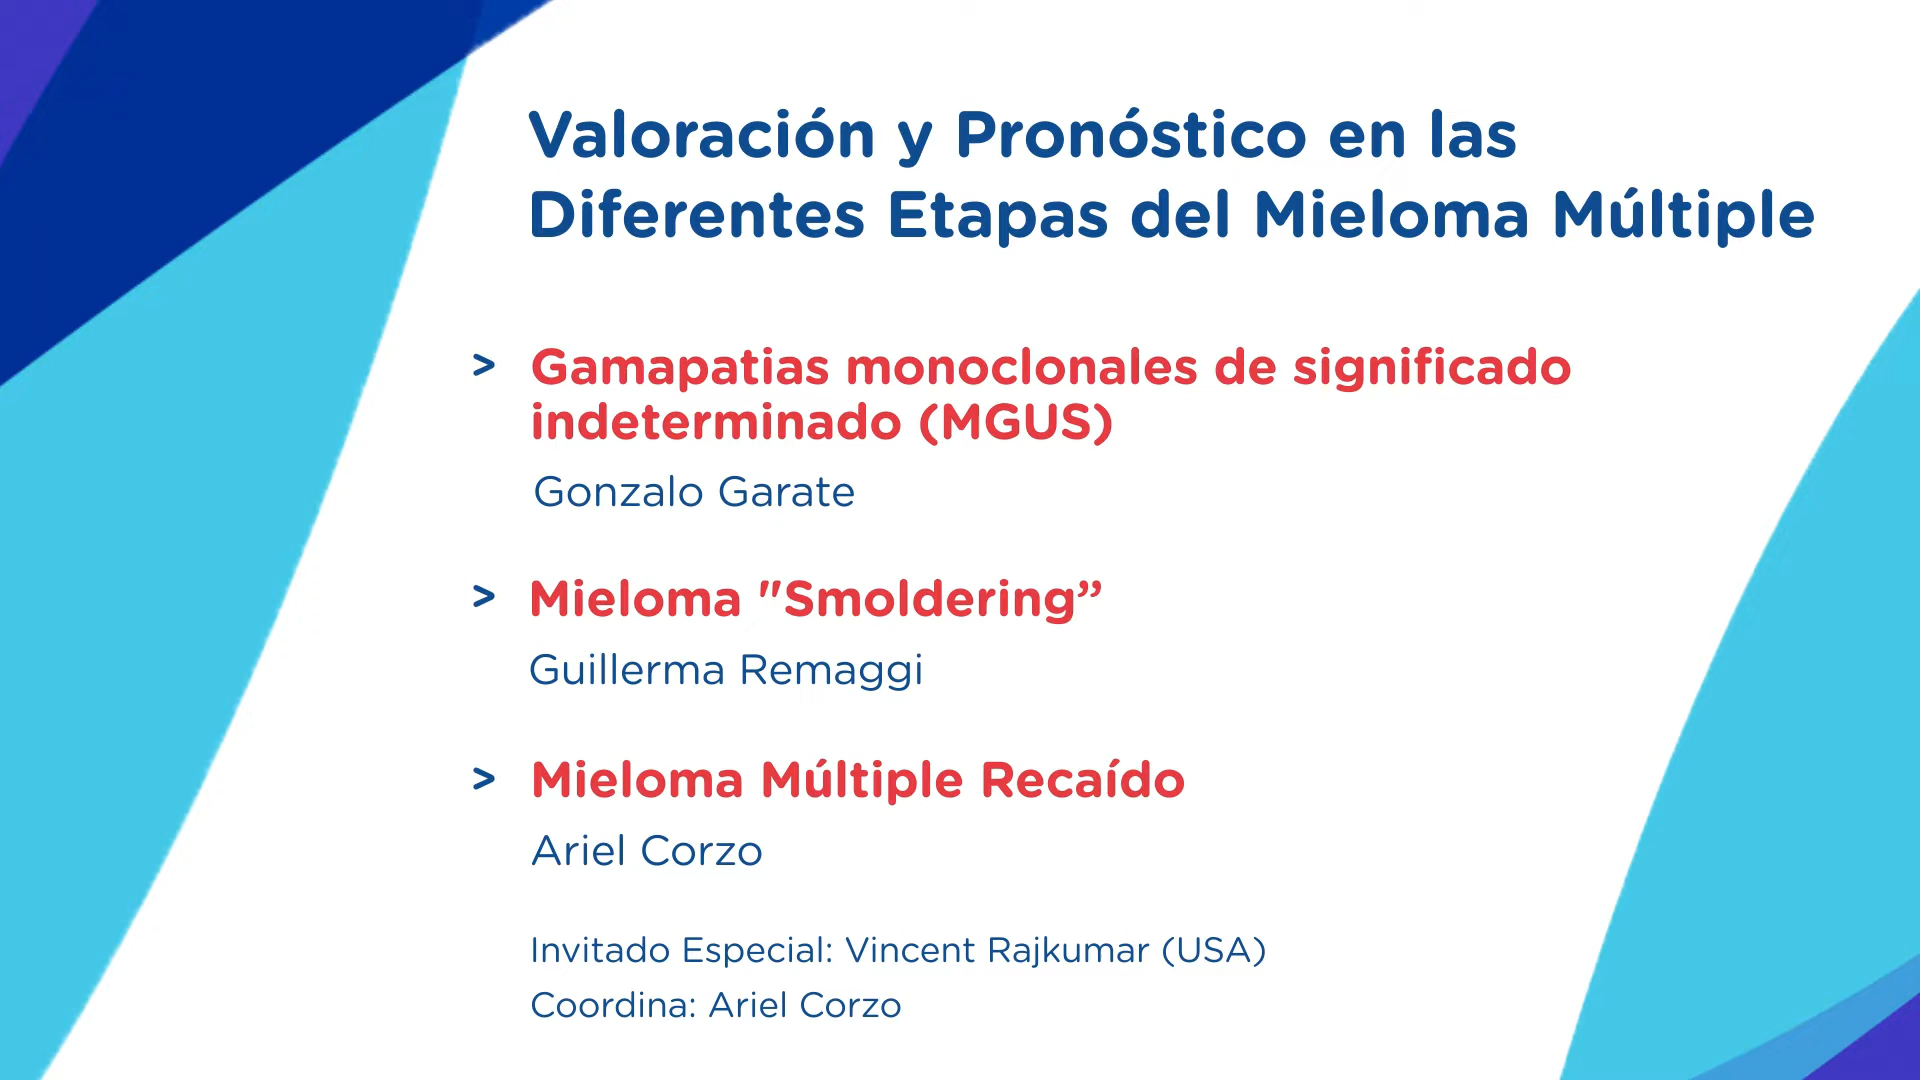 Valoración y Pronóstico en las
Diferentes Etapas del Mieloma Múltiple
> Gamapatias monoclonales de significado
indeterminado (MGUS)
Gonzalo Garate
> Mieloma "Smoldering”
Guillerma Remaggi
> Mieloma Múltiple Recaído
Ariel Corzo
Invitado Especial: Vincent Rajkumar (USA)
Coordina: Ariel Corzo